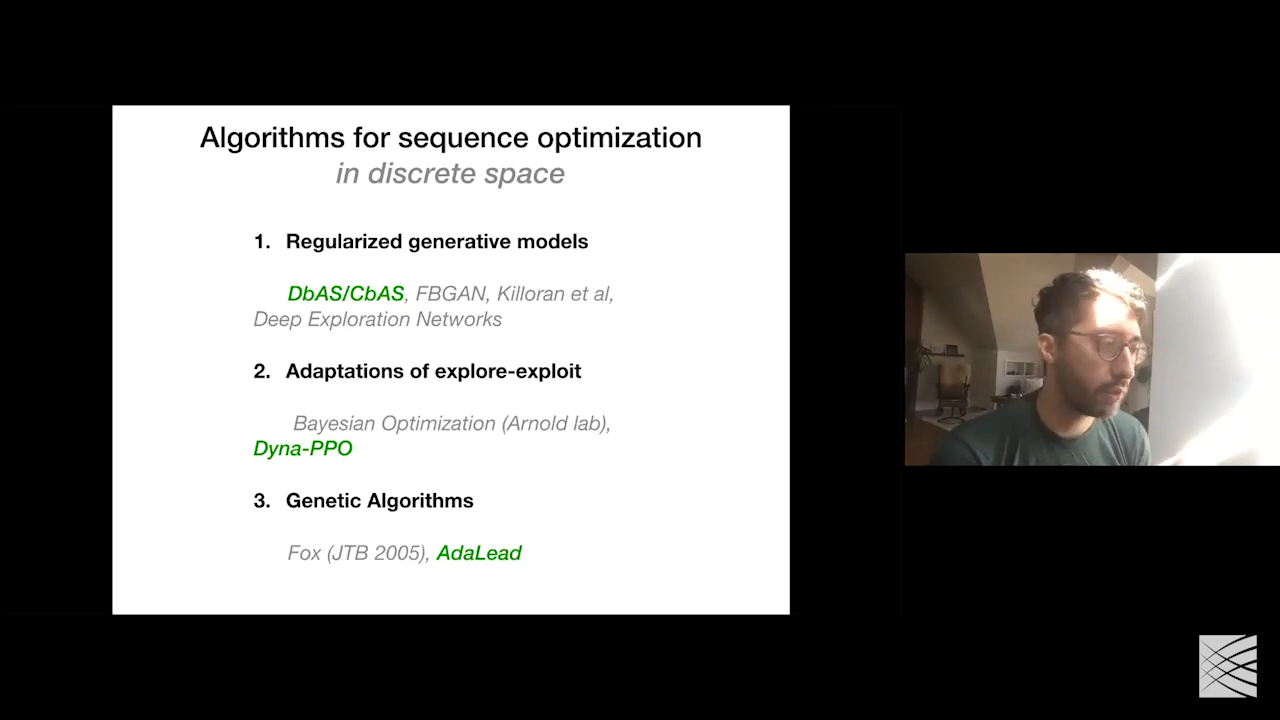 Algorithms for sequence optimization
in discrete space
1. Regularized generative models
DbAS/CbAS, FBGAN, Killoran et al,
Deep Exploration Networks
2. Adaptations of explore-exploit
Bayesian Optimization (Arnold lab),
Dyna-PPO
3. Genetic Algorithms
Fox (JTB 2005), AdaLead